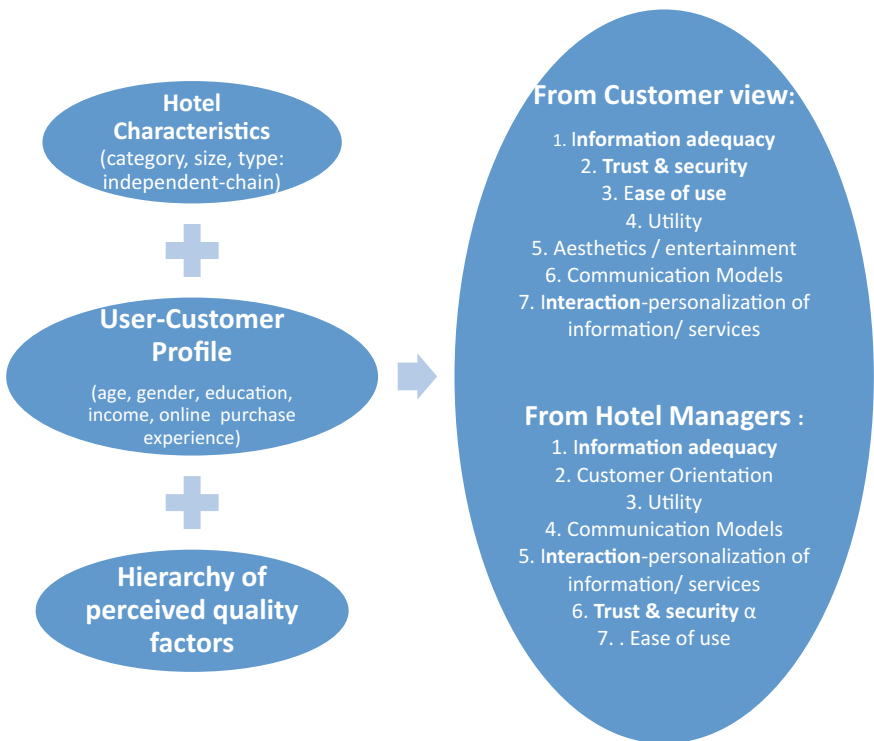 Hotel
Characteristics
(category, size, type:
independent-chain)
User-Customer
Profile
(age, gender, education,
income, online purchase
experience)
Hierarchy of
perceived quality
factors
From Customer view:
1. Information adequacy
2. Trust & security
3. Ease of use
4. Utility
5. Aesthetics / entertainment
6. Communication Models
7. Interaction-personalization of
information/ services
From Hotel Managers :
1. Information adequacy
2. Customer Orientation
3. Utility
4. Communication Models
5. Interaction-personalization of
information/ services
6. Trust & security α
7. . Ease of use